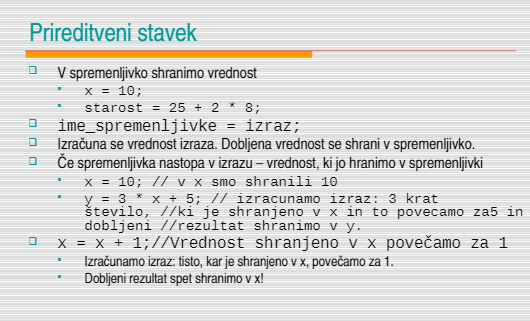 Prireditveni stavek
V spremenljivko shranimo vrednost
x = 10;
starost = 25 + 2 * 8;
ime_spremenljivke = izraz;
Izračuna se vrednost izraza. Dobljena vrednost se shrani v spremenljivko.
Če spremenljivka nastopa v izrazu – vrednost, ki jo hranimo v spremenljivki
x = 10; // v x smo shranili 10
y = 3 * x + 5; // izracunamo izraz: 3 krat
število, //ki je shranjeno v x in to povecamo za5 in
dobljeni //rezultat shranimo v y.
x = x + 1;//Vrednost shranjeno v x povečamo za 1
Izračunamo izraz: tisto, kar je shranjeno v x, povečamo za 1.
Dobljeni rezultat spet shranimo v x!